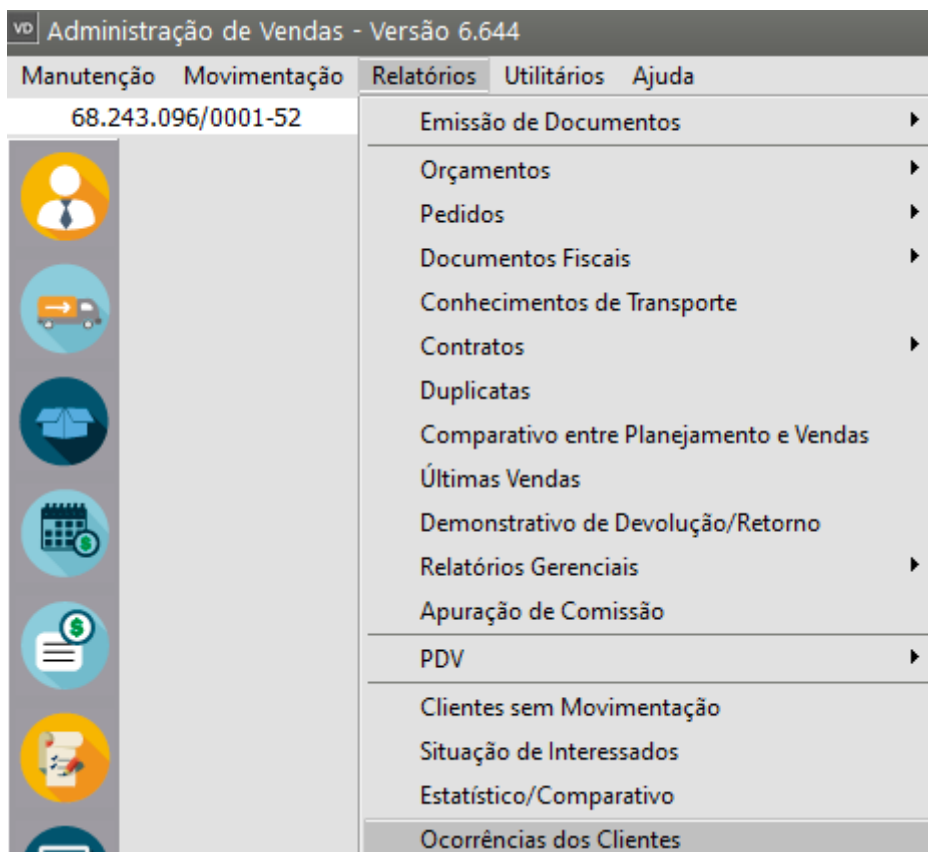 VD Administração de Vendas - Versão 6.644
Manutenção Movimentação Relatórios Utilitários Ajuda
68.243.096/0001-52
Emissão de Documentos
Orçamentos
Pedidos
Documentos Fiscais
Conhecimentos de Transporte
Contratos
Duplicatas
Comparativo entre Planejamento e Vendas
Últimas Vendas
Demonstrativo de Devolução/Retorno
Relatórios Gerenciais
Apuração de Comissão
PDV
Clientes sem Movimentação
Situação de Interessados
Estatístico/Comparativo
Ocorrências dos Clientes